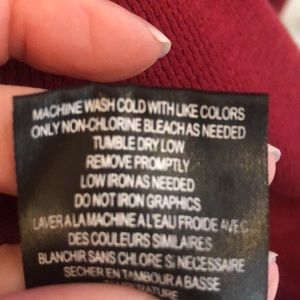 MACHINE WASH COLD WITH LIKE COLORS
ONLY NON-CHLORINE BLEACH AS NEEDED
TUMBLE DRY LOW
REMOVE PROMPTLY
LOW IRON AS NEEDED
DO NOT IRON GRAPHICS
LAVER A LA MACHINE A L'EAU FROIDE AVEC
DES COULEURS SIMILAIRES
BLANCHIR SANS CHLORE SI NÉCESSAIRE
SECHER EN TAMBOUR A BASSE
TEMPERATURE